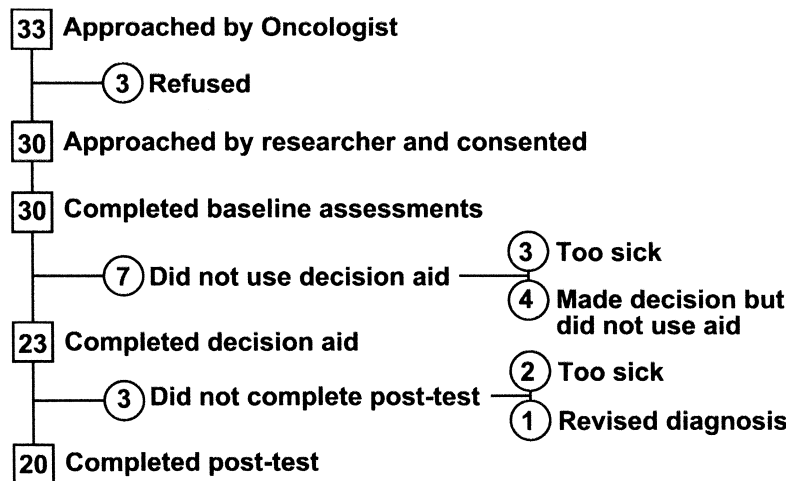 33 Approached by Oncologist
3 Refused
30 Approached by researcher and consented
30 Completed baseline assessments
7 Did not use decision aid
3 Too sick
4 Made decision but
did not use aid
23 Completed decision aid
3 Did not complete post-test
2 Too sick
1 Revised diagnosis
20 Completed post-test